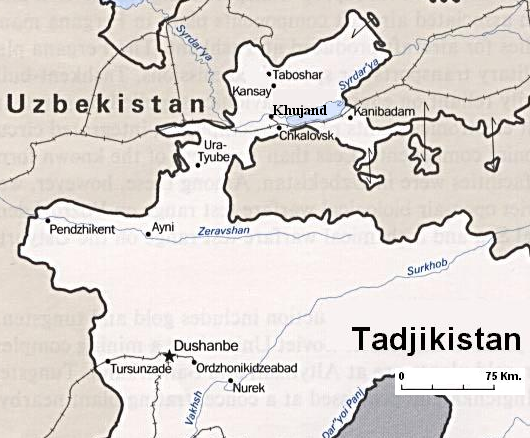 Syrdar'ya
Taboshar
Syrdar'ya
Kansay
Uzbekistan
Khujand
Kanibadam
Chkalovsk
Ura-
Tyube
Pendzhikent
Ayni
Zeravshan
Surkhob
Tadjikistan
Dushanbe
Tursunzade
Ordzhonikidzeabad
0
75 Km.
Nurek
Vakhsh
Dar"yoi Panj